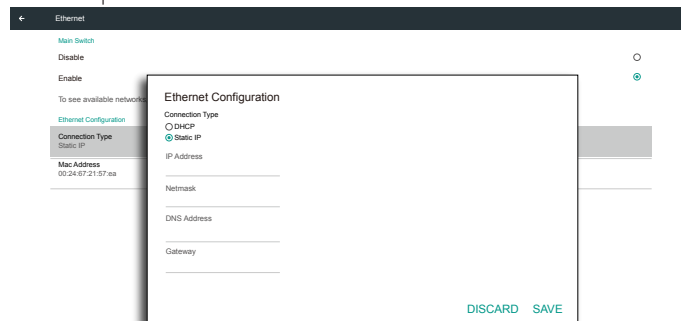 Ethernet
Main Switch
Disable
Enable
To see available networks
Ethernet Configuration
Connection Type
Static IP
Mac Address
00:24:67:21:57:ea
Ethernet Configuration
Connection Type
DHCP
Static IP
IP Address
Netmask
DNS Address
Gateway
DISCARD SAVE